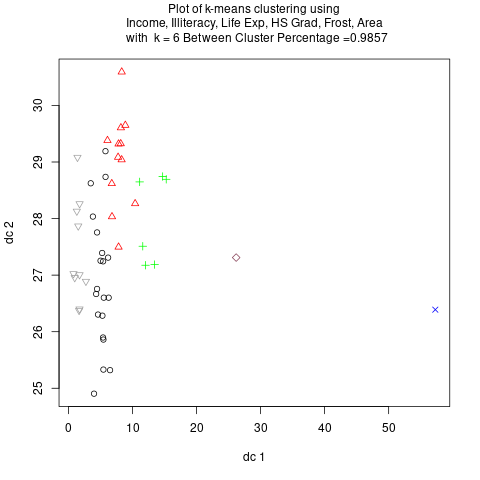 Plot of k-means clustering using
Income, Illiteracy, Life Exp, HS Grad, Frost, Area
with  k = 6 Between Cluster Percentage =0.9857
30
29
28
27
26
25
dc 2
0
10
20
30
40
50
dc 1